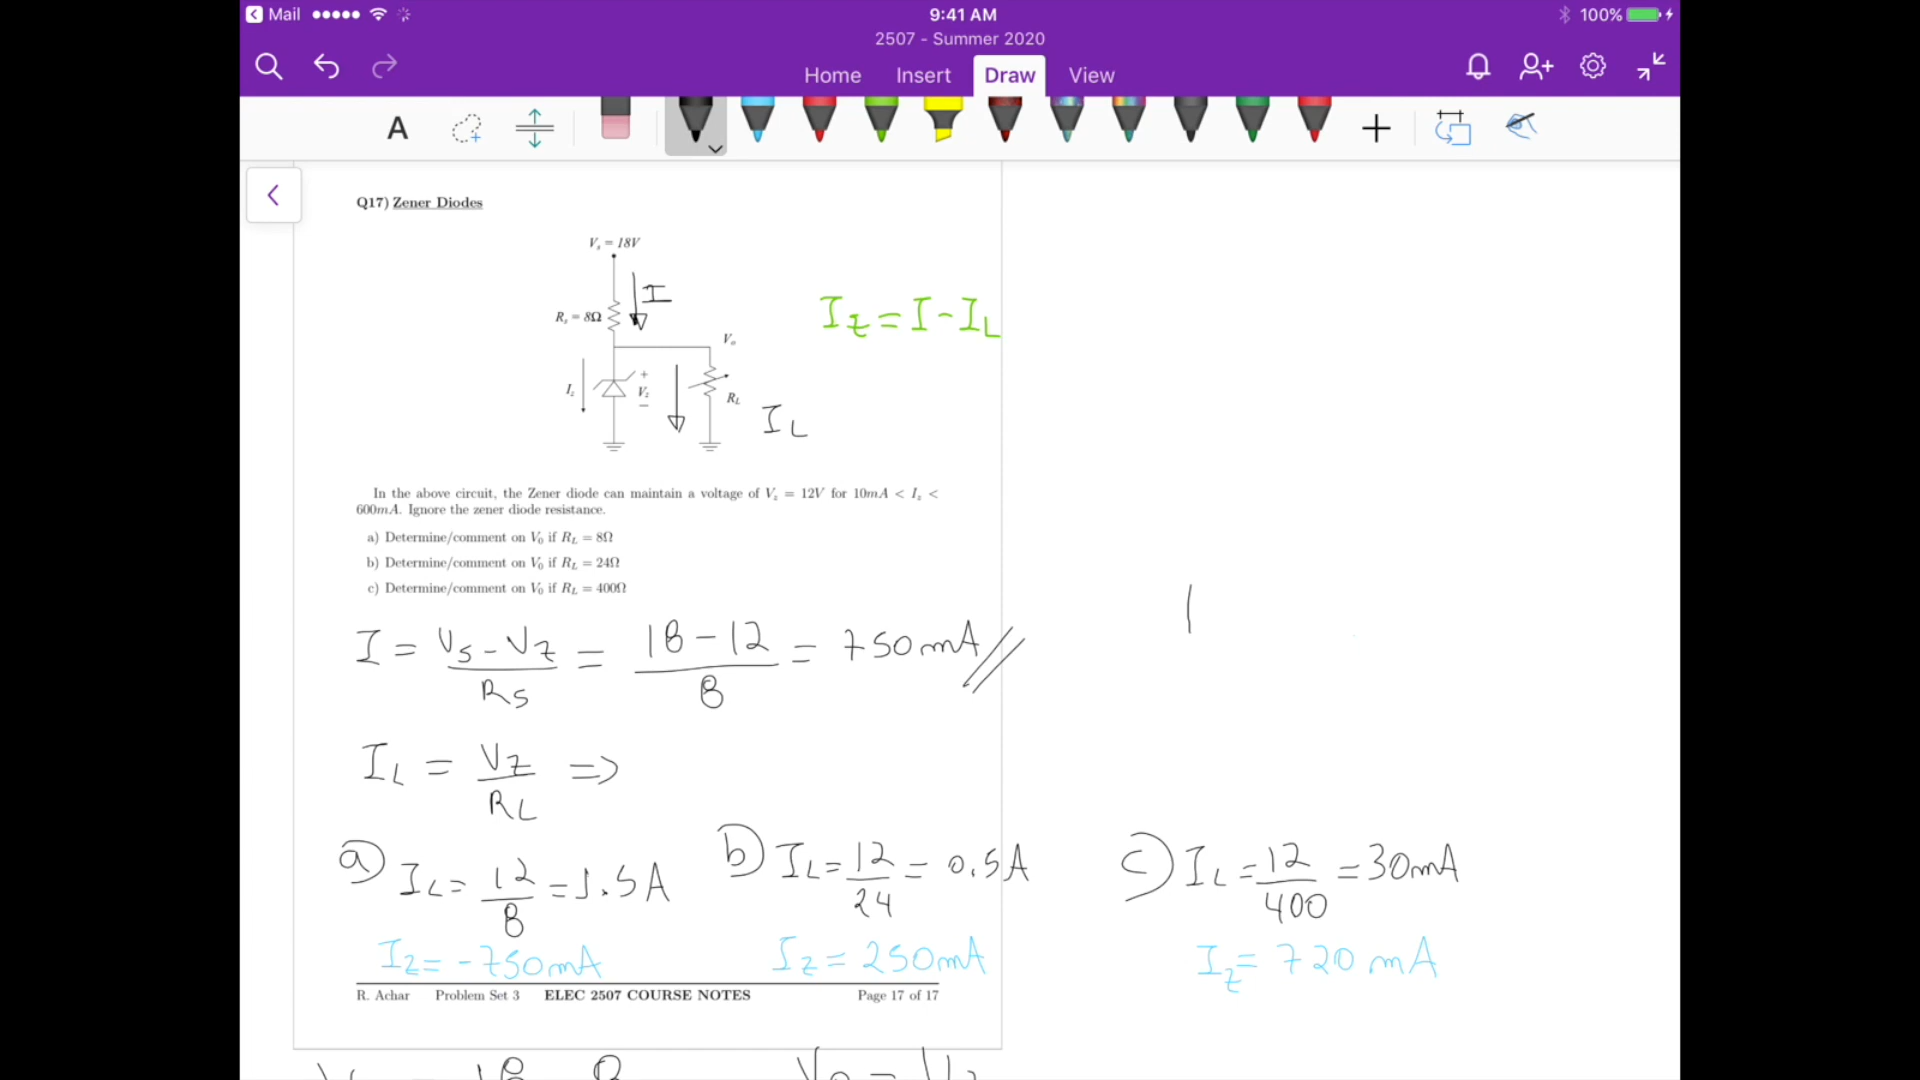 Mail 9:41 AM 100%
2507 - Summer 2020
Home Insert Draw View
A
Q17) Zener Diodes
Vs = 18V
I
Rs = 8Ω
Iz = I - IL
Vo
Iz
+
Vz
−
RL
IL
In the above circuit, the Zener diode can maintain a voltage of Vz = 12V for 10mA < Iz <
600mA. Ignore the zener diode resistance.
a) Determine/comment on V0 if RL = 8Ω
b) Determine/comment on V0 if RL = 24Ω
c) Determine/comment on V0 if RL = 400Ω
I = Vs - Vz / Rs = 18 - 12 / 8 = 750mA //
IL = Vz / RL =>
a) IL = 12 / 8 = 1.5A
b) IL = 12 / 24 = 0.5A
c) IL = 12 / 400 = 30mA
Iz = -750mA
Iz = 250mA
Iz = 720mA
R. Achar Problem Set 3 ELEC 2507 COURSE NOTES Page 17 of 17